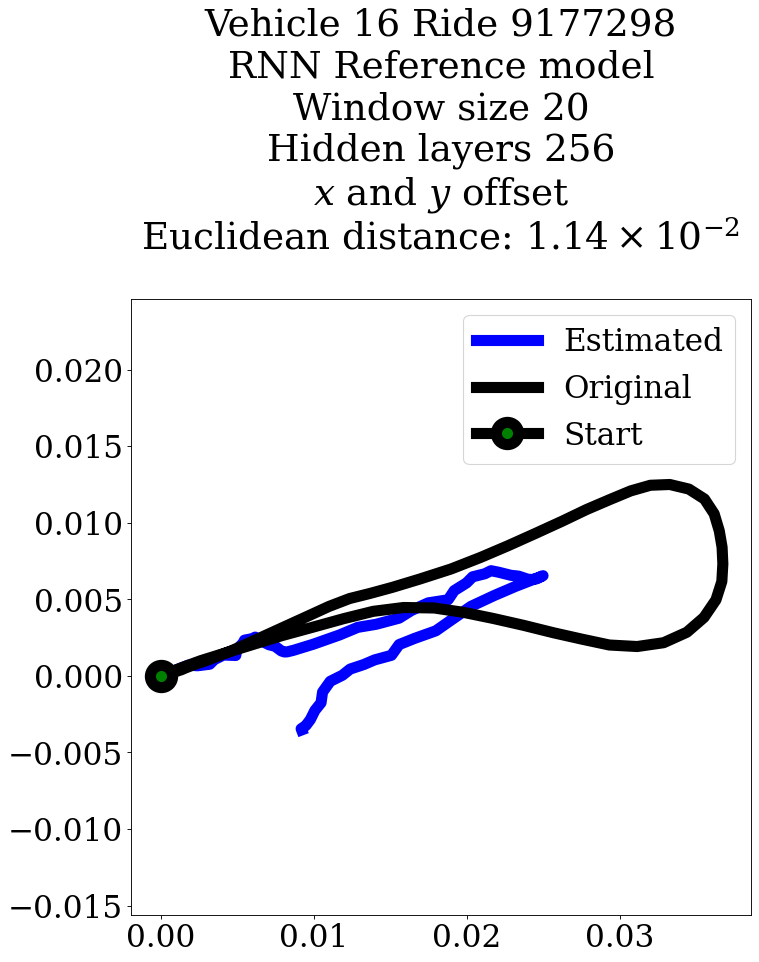 Vehicle 16 Ride 9177298
RNN Reference model
Window size 20
Hidden layers 256
x and y offset
Euclidean distance: 1.14 × 10⁻²
Estimated
Original
Start
0.020
0.015
0.010
0.005
0.000
−0.005
−0.010
−0.015
0.00 0.01 0.02 0.03